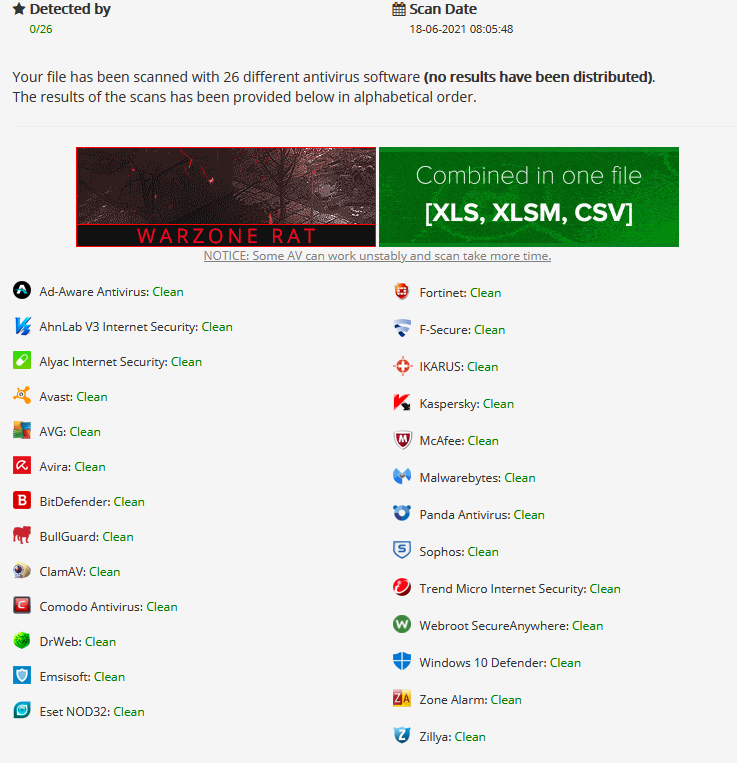 Detected by
0/26
Scan Date
18-06-2021 08:05:48
Your file has been scanned with 26 different antivirus software (no results have been distributed).
The results of the scans has been provided below in alphabetical order.
WARZONE RAT
Combined in one file
[XLS, XLSM, CSV]
NOTICE: Some AV can work unstably and scan take more time.
Ad-Aware Antivirus: Clean
AhnLab V3 Internet Security: Clean
Alyac Internet Security: Clean
Avast: Clean
AVG: Clean
Avira: Clean
BitDefender: Clean
BullGuard: Clean
ClamAV: Clean
Comodo Antivirus: Clean
DrWeb: Clean
Emsisoft: Clean
Eset NOD32: Clean
Fortinet: Clean
F-Secure: Clean
IKARUS: Clean
Kaspersky: Clean
McAfee: Clean
Malwarebytes: Clean
Panda Antivirus: Clean
Sophos: Clean
Trend Micro Internet Security: Clean
Webroot SecureAnywhere: Clean
Windows 10 Defender: Clean
Zone Alarm: Clean
Zillya: Clean